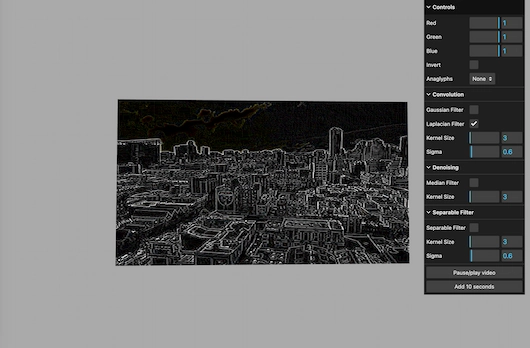 Controls
Red 1
Green 1
Blue 1
Invert
Anaglyphs None
Convolution
Gaussian Filter
Laplacian Filter
Kernel Size 3
Sigma 0.6
Denoising
Median Filter
Kernel Size 3
Separable Filter
Separable Filter
Kernel Size 3
Sigma 0.6
Pause/play video
Add 10 seconds